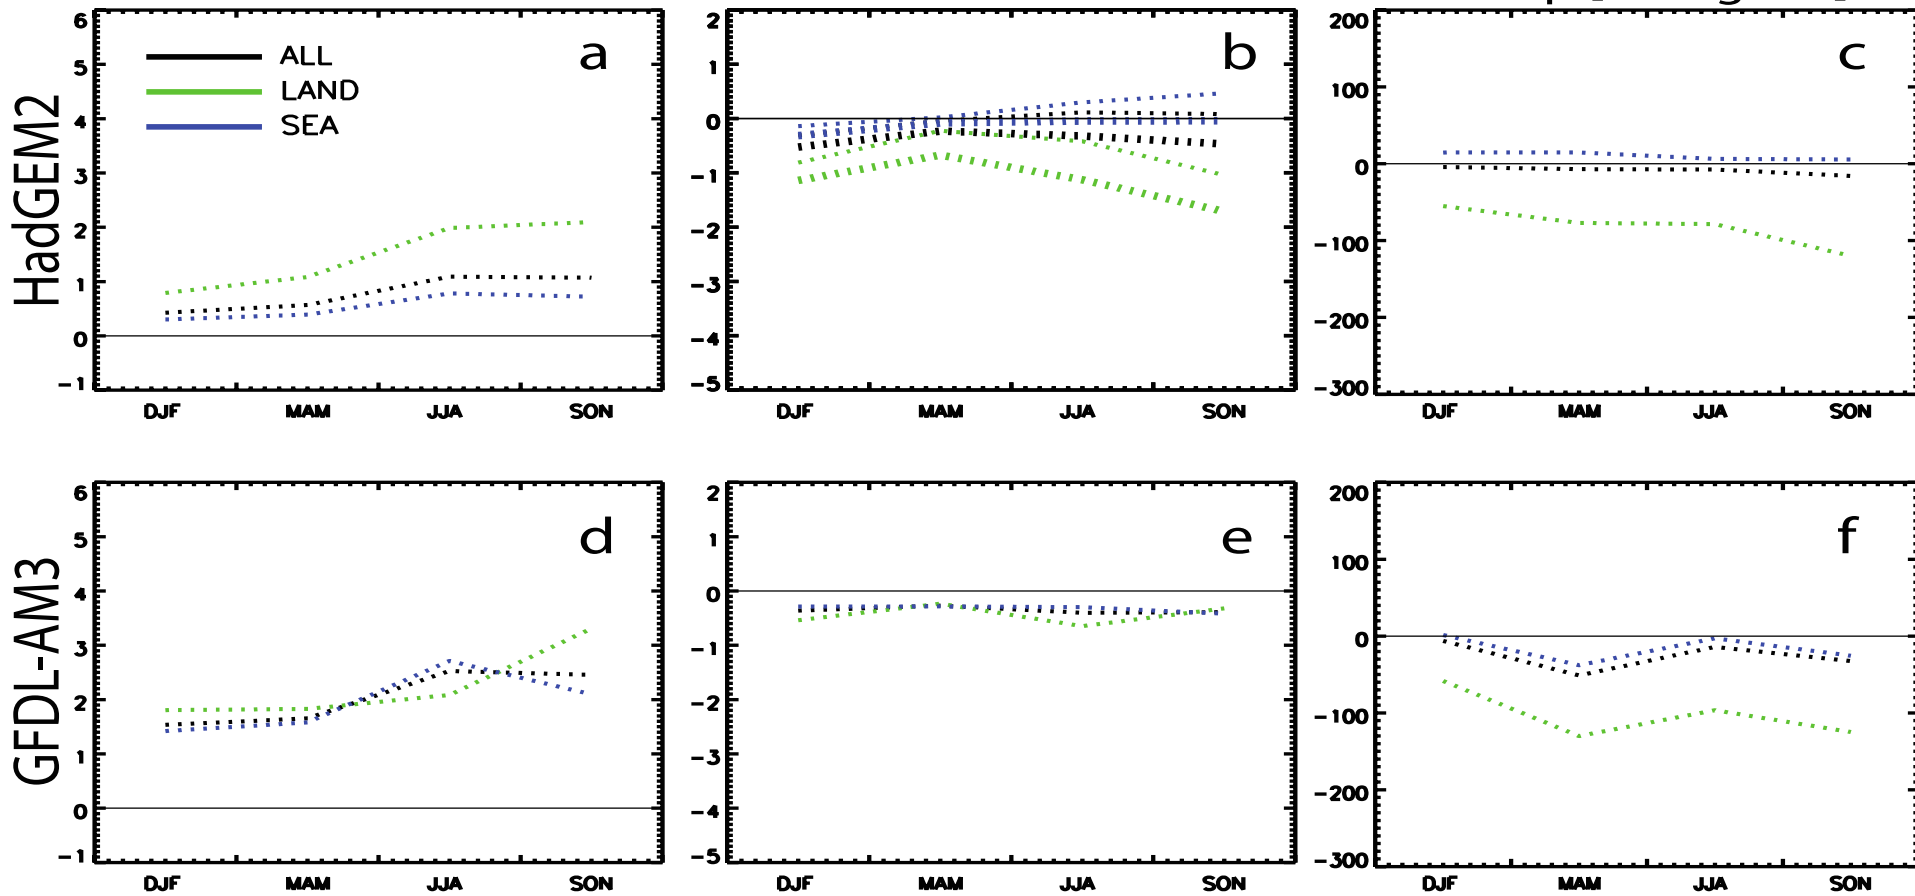 HadGEM2
a
ALL
LAND
SEA
6
5
4
3
2
1
0
-1
DJF MAM JJA SON
b
2
1
0
-1
-2
-3
-4
-5
DJF MAM JJA SON
c
200
100
0
-100
-200
-300
DJF MAM JJA SON
GFDL-AM3
d
6
5
4
3
2
1
0
-1
DJF MAM JJA SON
e
2
1
0
-1
-2
-3
-4
-5
DJF MAM JJA SON
f
200
100
0
-100
-200
-300
DJF MAM JJA SON